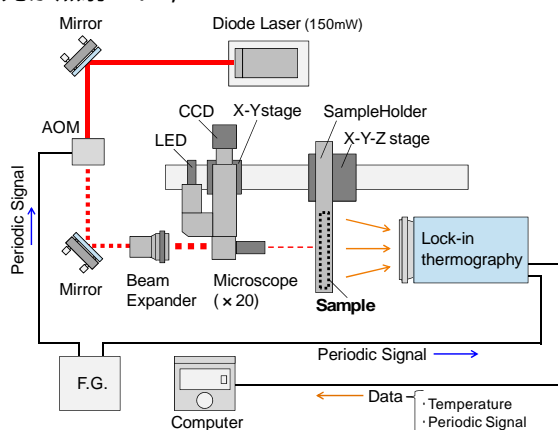 Mirror
Diode Laser (150mW)
CCD
X-Ystage
SampleHolder
AOM
LED
X-Y-Z stage
Periodic Signal
Lock-in
thermography
Mirror
Beam
Expander
Microscope
(×20)
Sample
Periodic Signal
F.G.
Data
・Temperature
・Periodic Signal
Computer